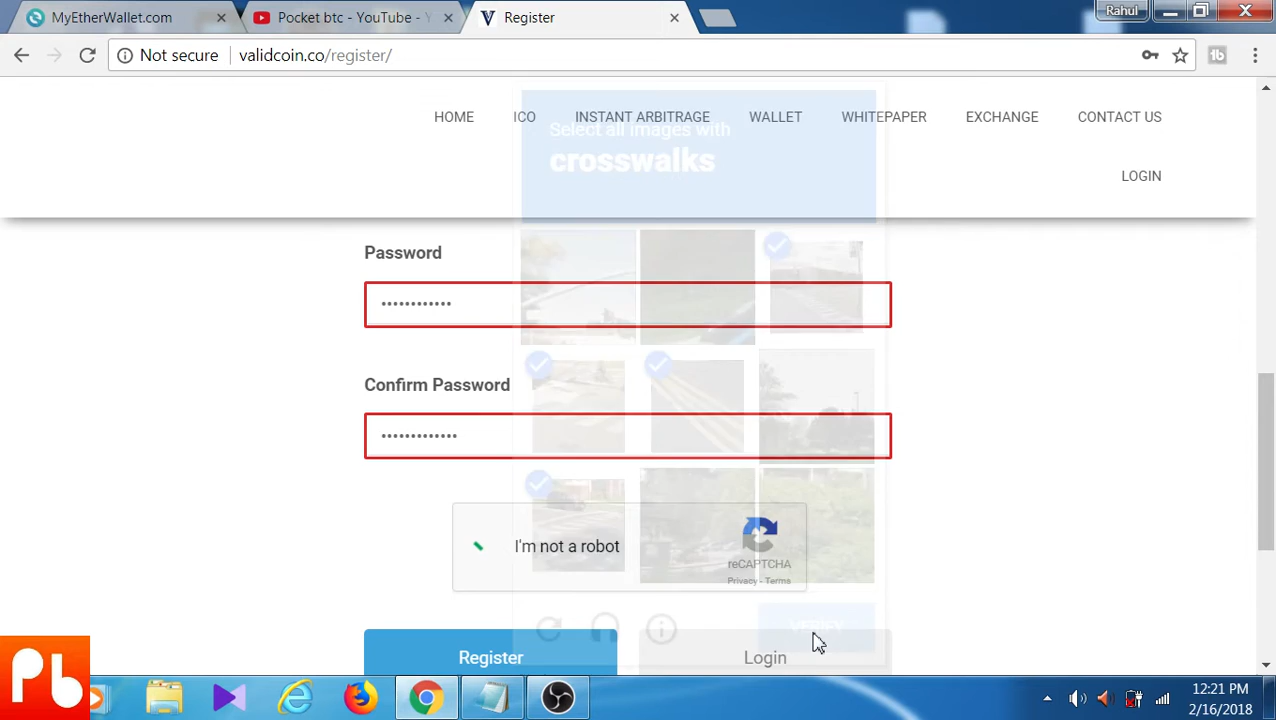 MyEtherWallet.com
Pocket btc - YouTube - Y
Register
Rahul
Not secure
validcoin.co/register/
HOME
ICO
INSTANT ARBITRAGE
WALLET
WHITEPAPER
EXCHANGE
CONTACT US
LOGIN
Select all images with
crosswalks
Password
Confirm Password
I'm not a robot
reCAPTCHA
Privacy - Terms
VERIFY
Register
Login
Pb
12:21 PM
2/16/2018